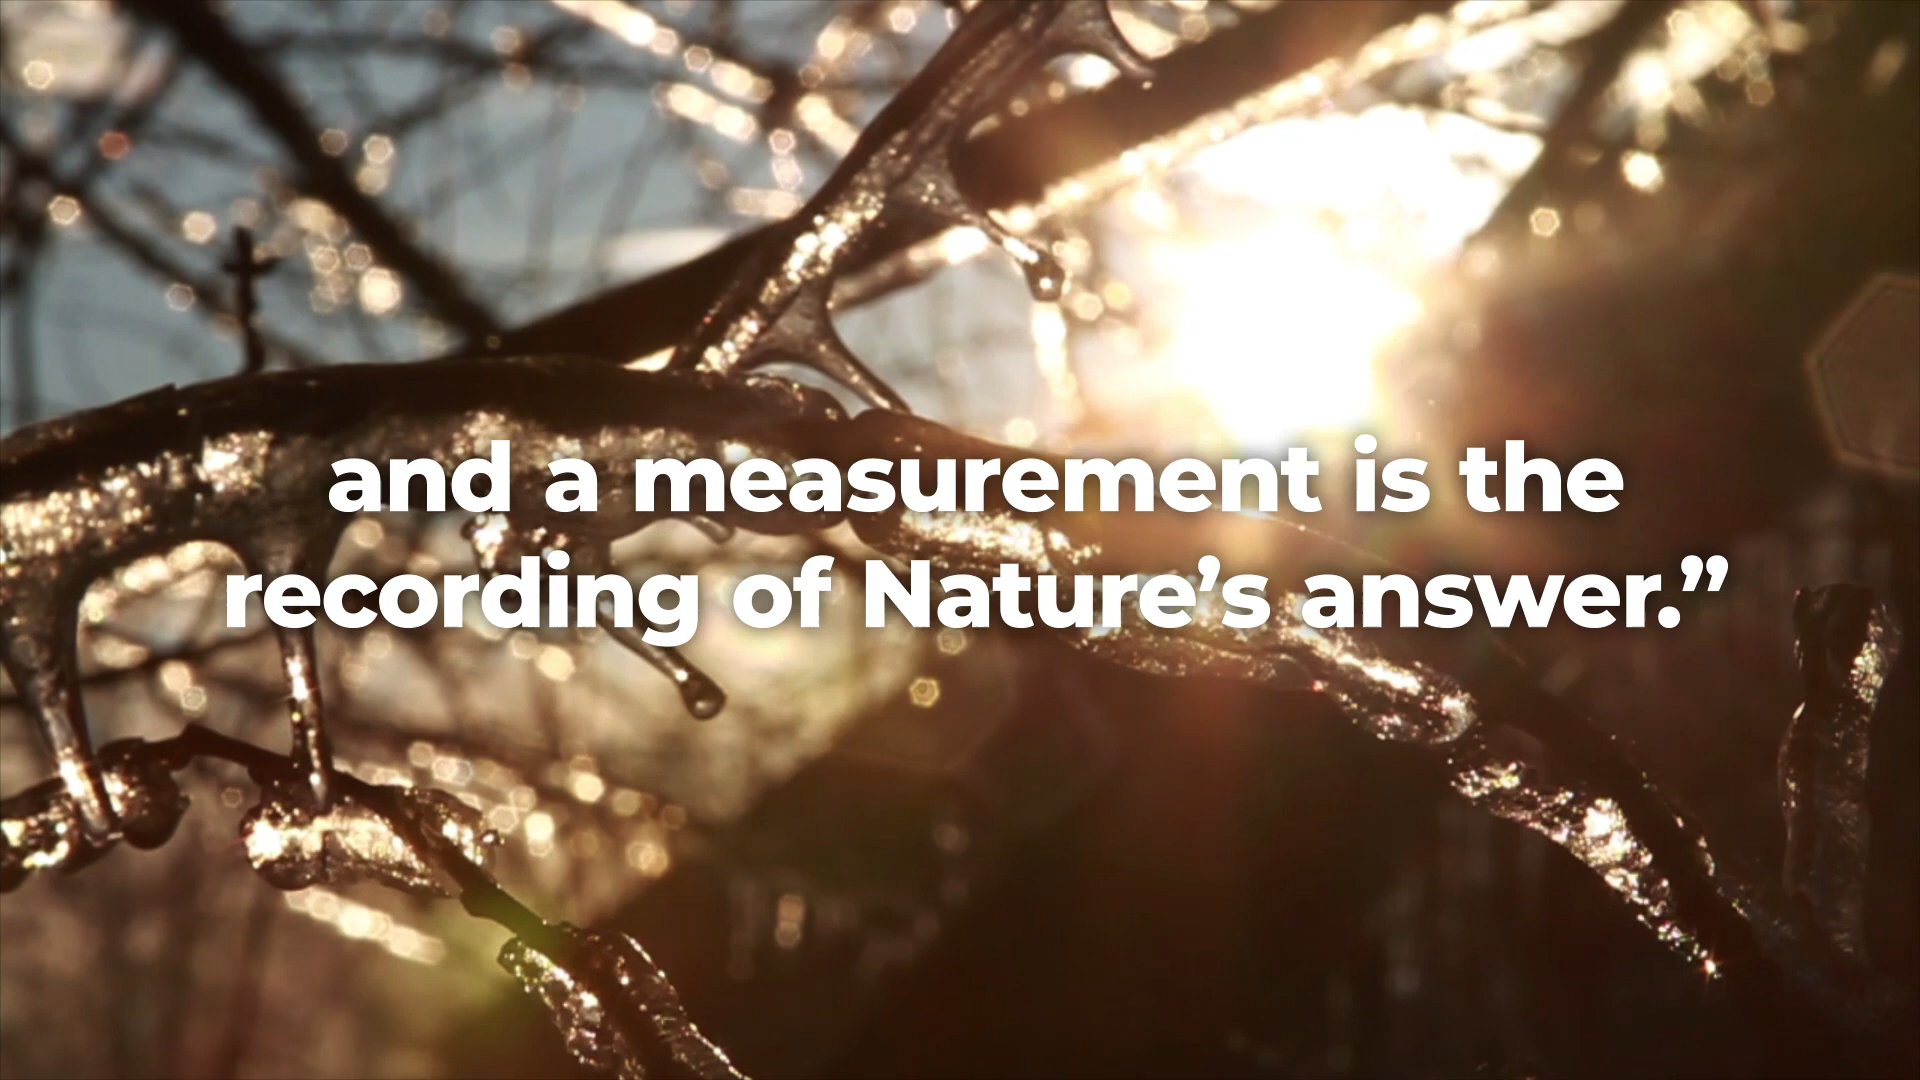 and a measurement is the
recording of Nature’s answer.”